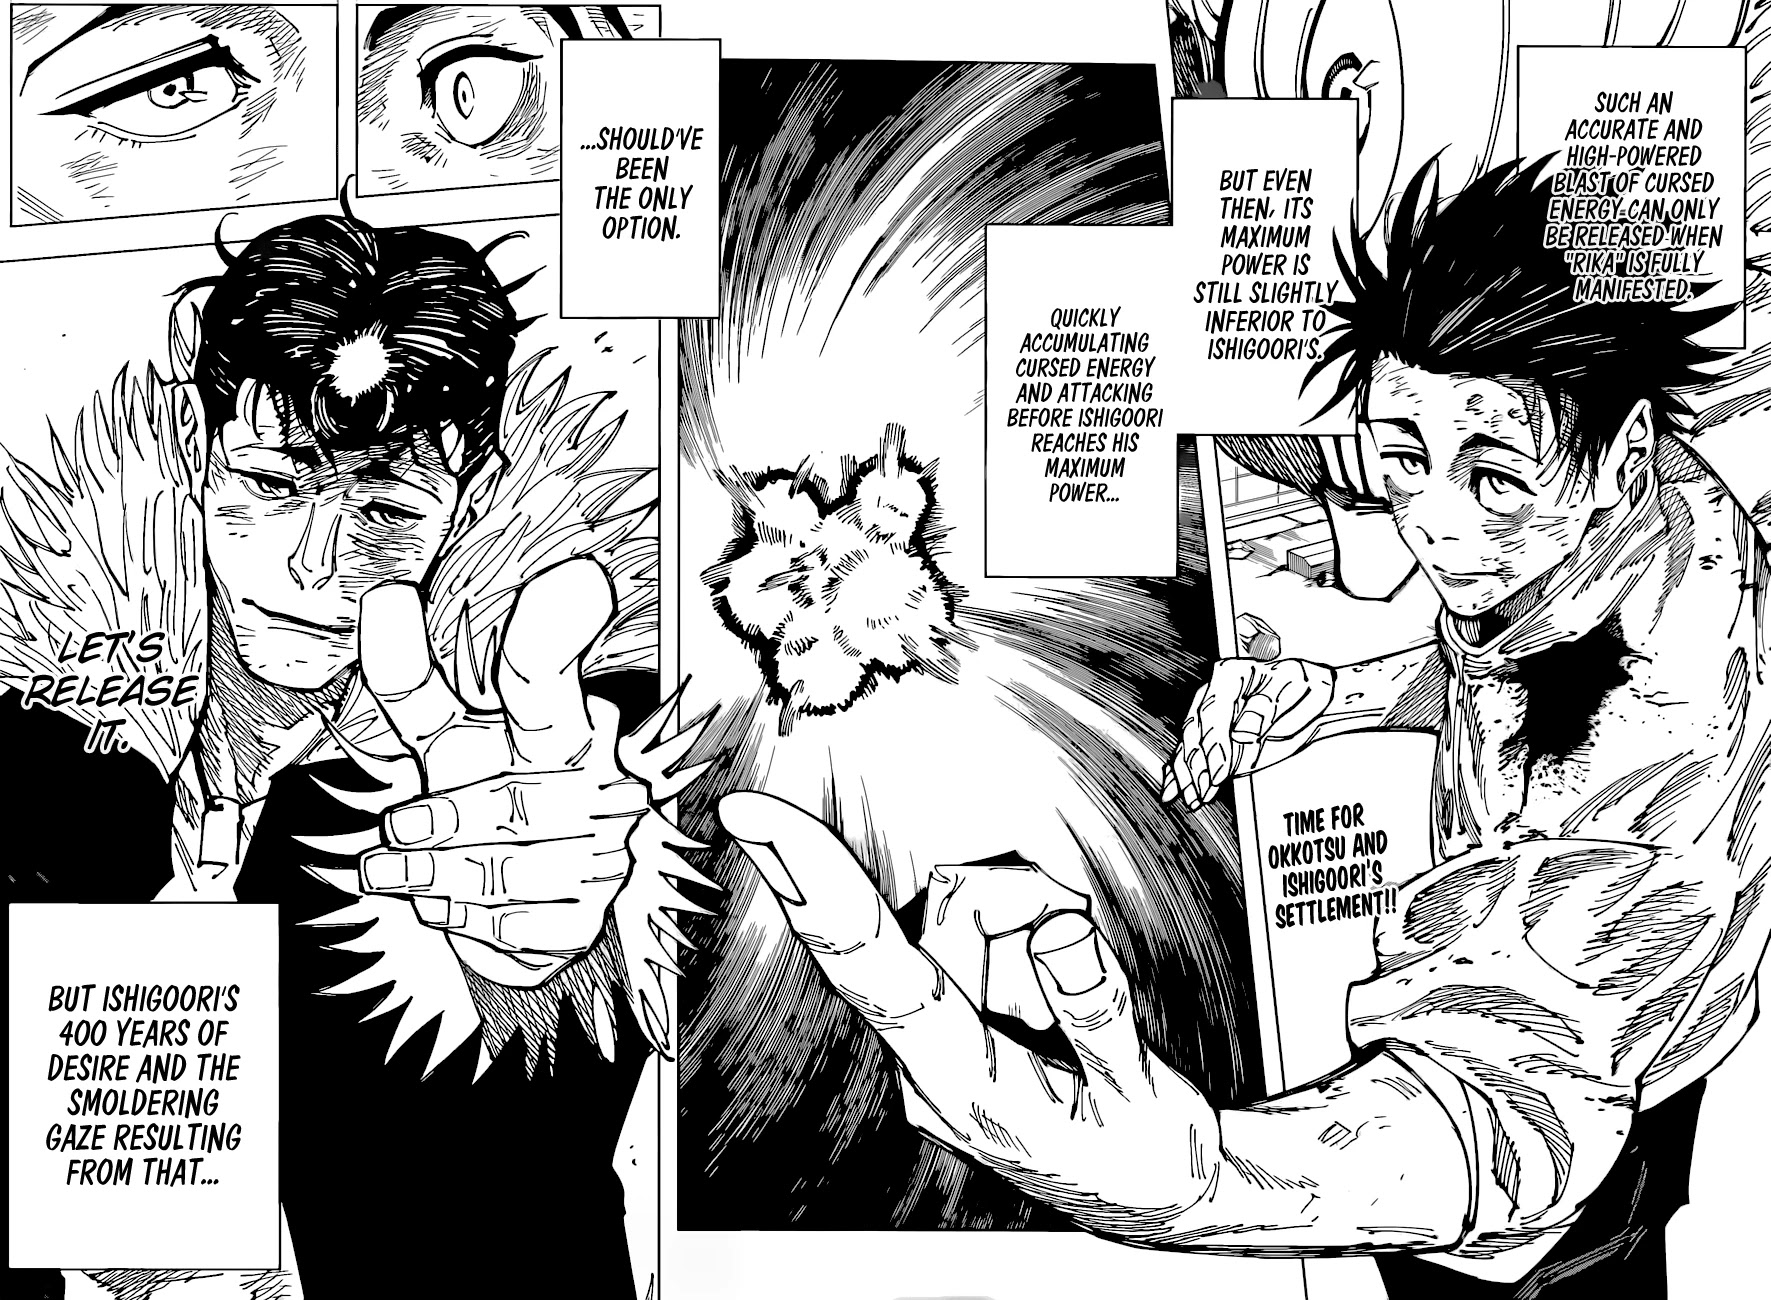 SUCH AN
ACCURATE AND
HIGH-POWERED
BLAST OF CURSED
ENERGY CAN ONLY
BE RELEASED WHEN
"RIKA" IS FULLY
MANIFESTED.
BUT EVEN
THEN, ITS
MAXIMUM
POWER IS
STILL SLIGHTLY
INFERIOR TO
ISHIGOORI'S.
QUICKLY
ACCUMULATING
CURSED ENERGY
AND ATTACKING
BEFORE ISHIGOORI
REACHES HIS
MAXIMUM
POWER...
TIME FOR
OKKOTSU AND
ISHIGOORI'S
SETTLEMENT!!
...SHOULD'VE
BEEN
THE ONLY
OPTION.
LET'S
RELEASE
IT.
BUT ISHIGOORI'S
400 YEARS OF
DESIRE AND THE
SMOLDERING
GAZE RESULTING
FROM THAT...